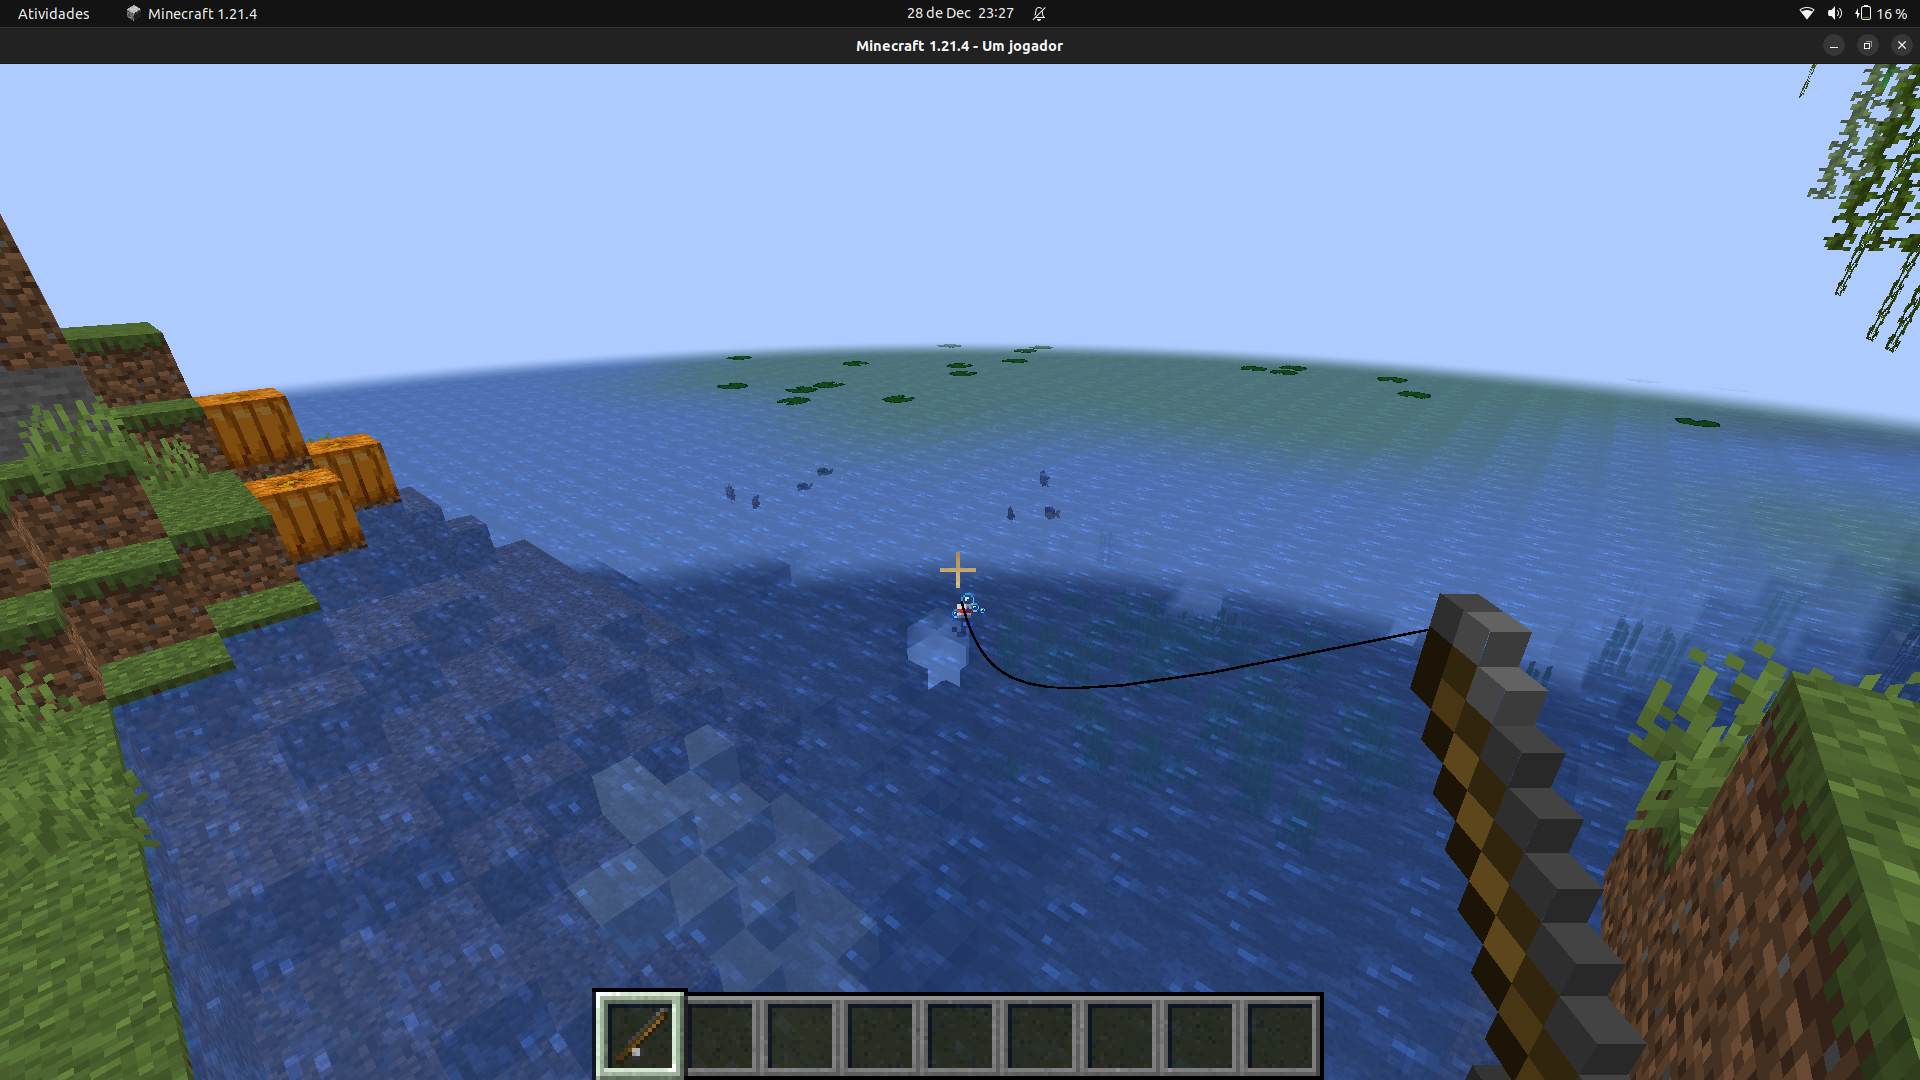 Atividades Minecraft 1.21.4 28 de Dec 23:27 16 %
Minecraft 1.21.4 - Um jogador